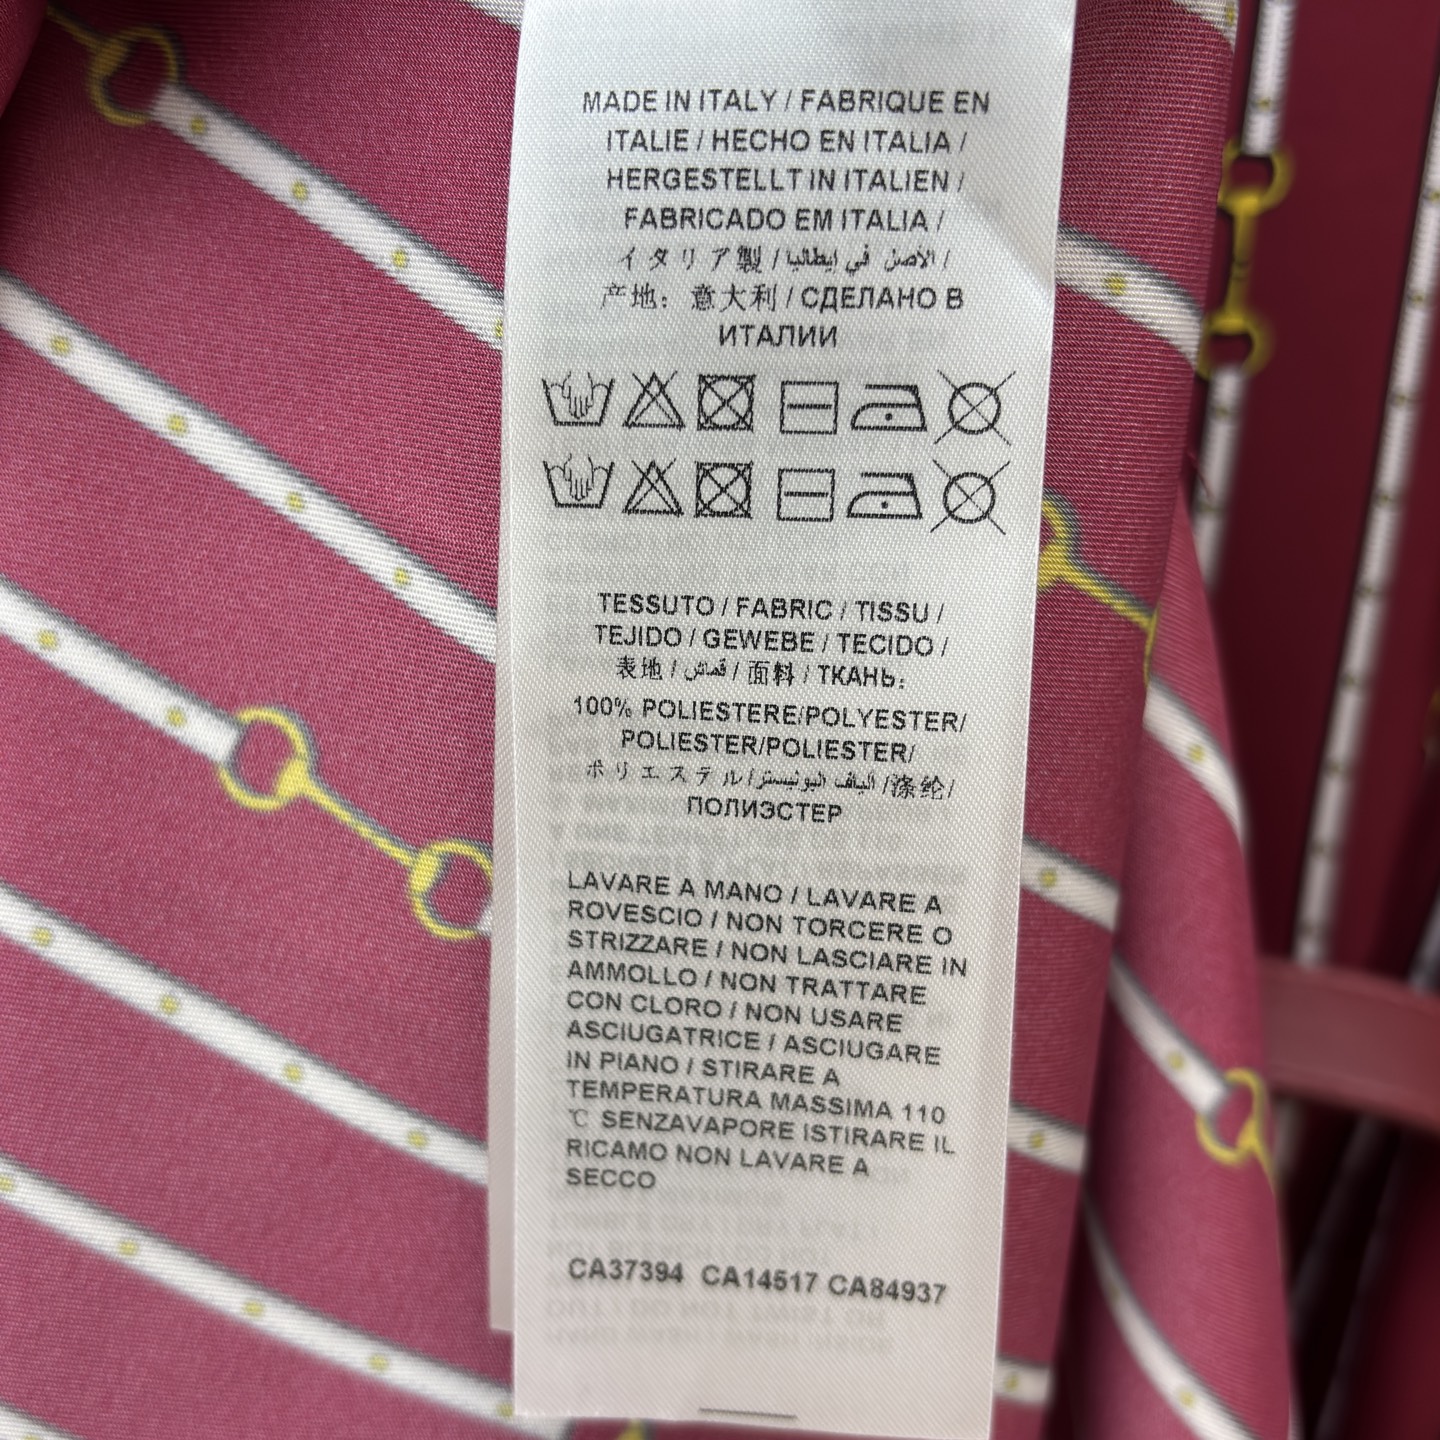 MADE IN ITALY / FABRIQUE EN
ITALIE / HECHO EN ITALIA /
HERGESTELLT IN ITALIEN /
FABRICADO EM ITALIA /
イタリア製 / الأصل في إيطاليا /
产地：意大利 / СДЕЛАНО В
ИТАЛИИ
TESSUTO / FABRIC / TISSU /
TEJIDO / GEWEBE / TECIDO /
表地 / قماش / 面料 / ТКАНЬ:
100% POLIESTERE/POLYESTER/
POLIESTER/POLIESTER/
ポリエステル/الياف البوليستر/涤纶/
ПОЛИЭСТЕР
LAVARE A MANO / LAVARE A
ROVESCIO / NON TORCERE O
STRIZZARE / NON LASCIARE IN
AMMOLLO / NON TRATTARE
CON CLORO / NON USARE
ASCIUGATRICE / ASCIUGARE
IN PIANO / STIRARE A
TEMPERATURA MASSIMA 110
℃ SENZAVAPORE ISTIRARE IL
RICAMO NON LAVARE A
SECCO
CA37394 CA14517 CA84937